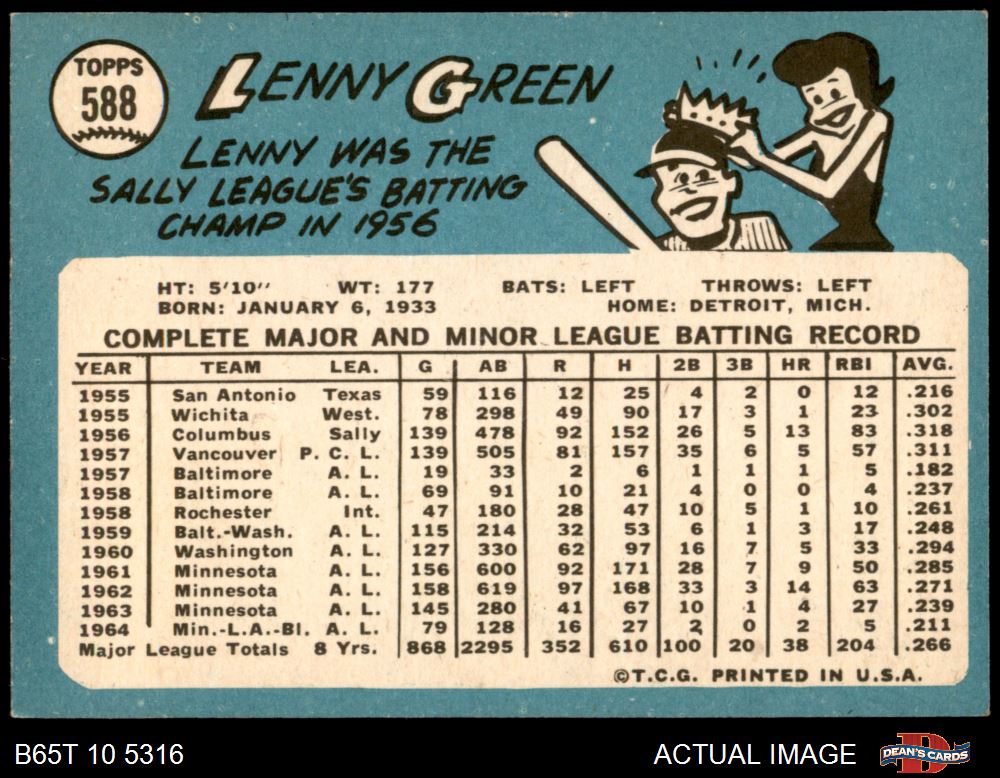 TOPPS
588
LENNY GREEN
LENNY WAS THE
SALLY LEAGUE'S BATTING
CHAMP IN 1956
HT: 5'10" WT: 177 BATS: LEFT THROWS: LEFT
BORN: JANUARY 6, 1933 HOME: DETROIT, MICH.
COMPLETE MAJOR AND MINOR LEAGUE BATTING RECORD
YEAR TEAM LEA. G AB R H 2B 3B HR RBI AVG.
1955 San Antonio Texas 59 116 12 25 4 2 0 12 .216
1955 Wichita West. 78 298 49 90 17 3 1 23 .302
1956 Columbus Sally 139 478 92 152 26 5 13 83 .318
1957 Vancouver P. C. L. 139 505 81 157 35 6 5 57 .311
1957 Baltimore A. L. 19 33 2 6 1 1 1 5 .182
1958 Baltimore A. L. 69 91 10 21 4 0 0 4 .237
1958 Rochester Int. 47 180 28 47 10 5 1 10 .261
1959 Balt.-Wash. A. L. 115 214 32 53 6 1 3 17 .248
1960 Washington A. L. 127 330 62 97 16 7 5 33 .294
1961 Minnesota A. L. 156 600 92 171 28 7 9 50 .285
1962 Minnesota A. L. 158 619 97 168 33 3 14 63 .271
1963 Minnesota A. L. 145 280 41 67 10 1 4 27 .239
1964 Min.-L.A.-Bl. A. L. 79 128 16 27 2 0 2 5 .211
Major League Totals 8 Yrs. 868 2295 352 610 100 20 38 204 .266
©T.C.G. PRINTED IN U.S.A.
B65T 10 5316 ACTUAL IMAGE DEAN'S CARDS